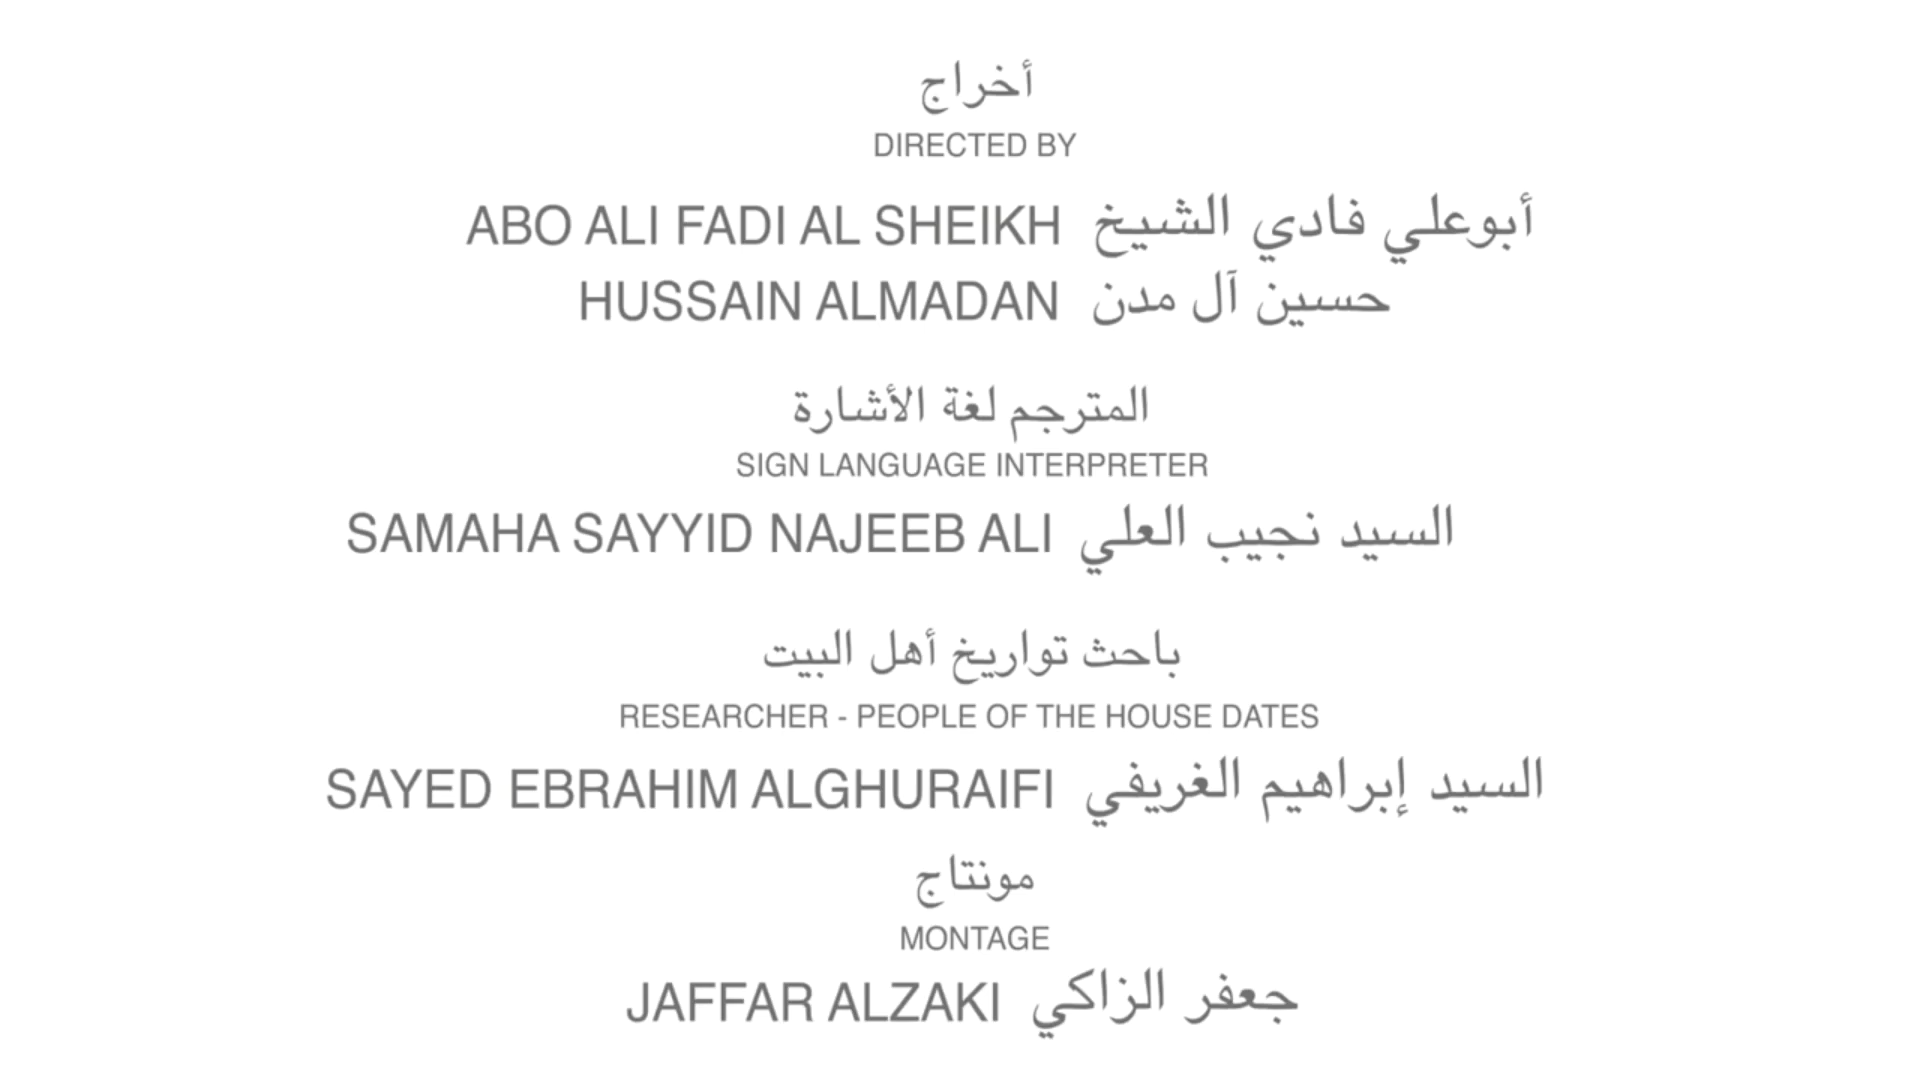 أخراج
DIRECTED BY
ABO ALI FADI AL SHEIKH أبوعلي فادي الشيخ
HUSSAIN ALMADAN حسين آل مدن
المترجم لغة الأشارة
SIGN LANGUAGE INTERPRETER
SAMAHA SAYYID NAJEEB ALI السيد نجيب العلي
باحث تواريخ أهل البيت
RESEARCHER - PEOPLE OF THE HOUSE DATES
SAYED EBRAHIM ALGHURAIFI السيد إبراهيم الغريفي
مونتاج
MONTAGE
JAFFAR ALZAKI جعفر الزاكي